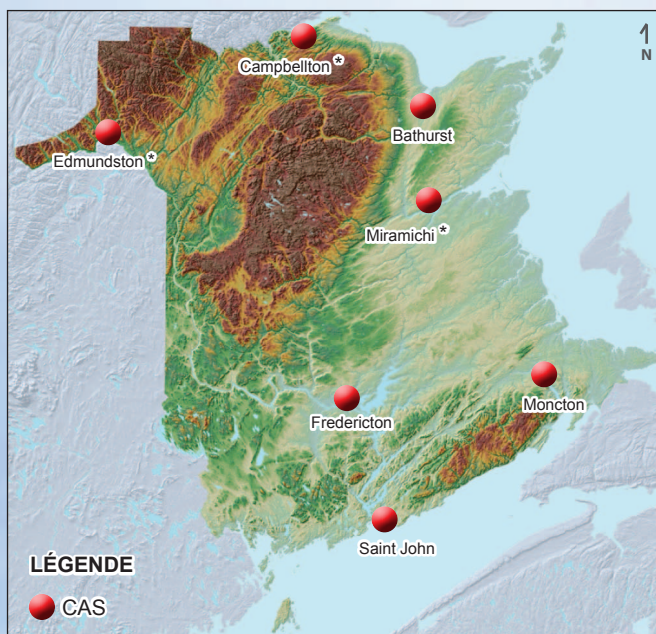 N
Campbellton *
Bathurst
Edmundston *
Miramichi *
Moncton
Fredericton
Saint John
LÉGENDE
CAS